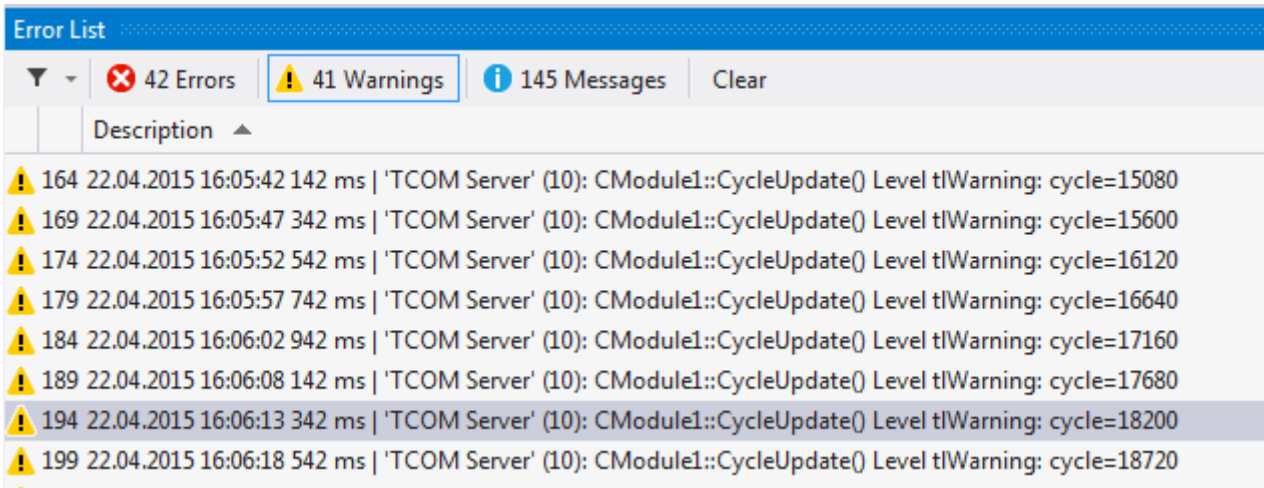 Error List
42 Errors 41 Warnings 145 Messages Clear
Description
164 22.04.2015 16:05:42 142 ms | 'TCOM Server' (10): CModule1::CycleUpdate() Level tlWarning: cycle=15080
169 22.04.2015 16:05:47 342 ms | 'TCOM Server' (10): CModule1::CycleUpdate() Level tlWarning: cycle=15600
174 22.04.2015 16:05:52 542 ms | 'TCOM Server' (10): CModule1::CycleUpdate() Level tlWarning: cycle=16120
179 22.04.2015 16:05:57 742 ms | 'TCOM Server' (10): CModule1::CycleUpdate() Level tlWarning: cycle=16640
184 22.04.2015 16:06:02 942 ms | 'TCOM Server' (10): CModule1::CycleUpdate() Level tlWarning: cycle=17160
189 22.04.2015 16:06:08 142 ms | 'TCOM Server' (10): CModule1::CycleUpdate() Level tlWarning: cycle=17680
194 22.04.2015 16:06:13 342 ms | 'TCOM Server' (10): CModule1::CycleUpdate() Level tlWarning: cycle=18200
199 22.04.2015 16:06:18 542 ms | 'TCOM Server' (10): CModule1::CycleUpdate() Level tlWarning: cycle=18720